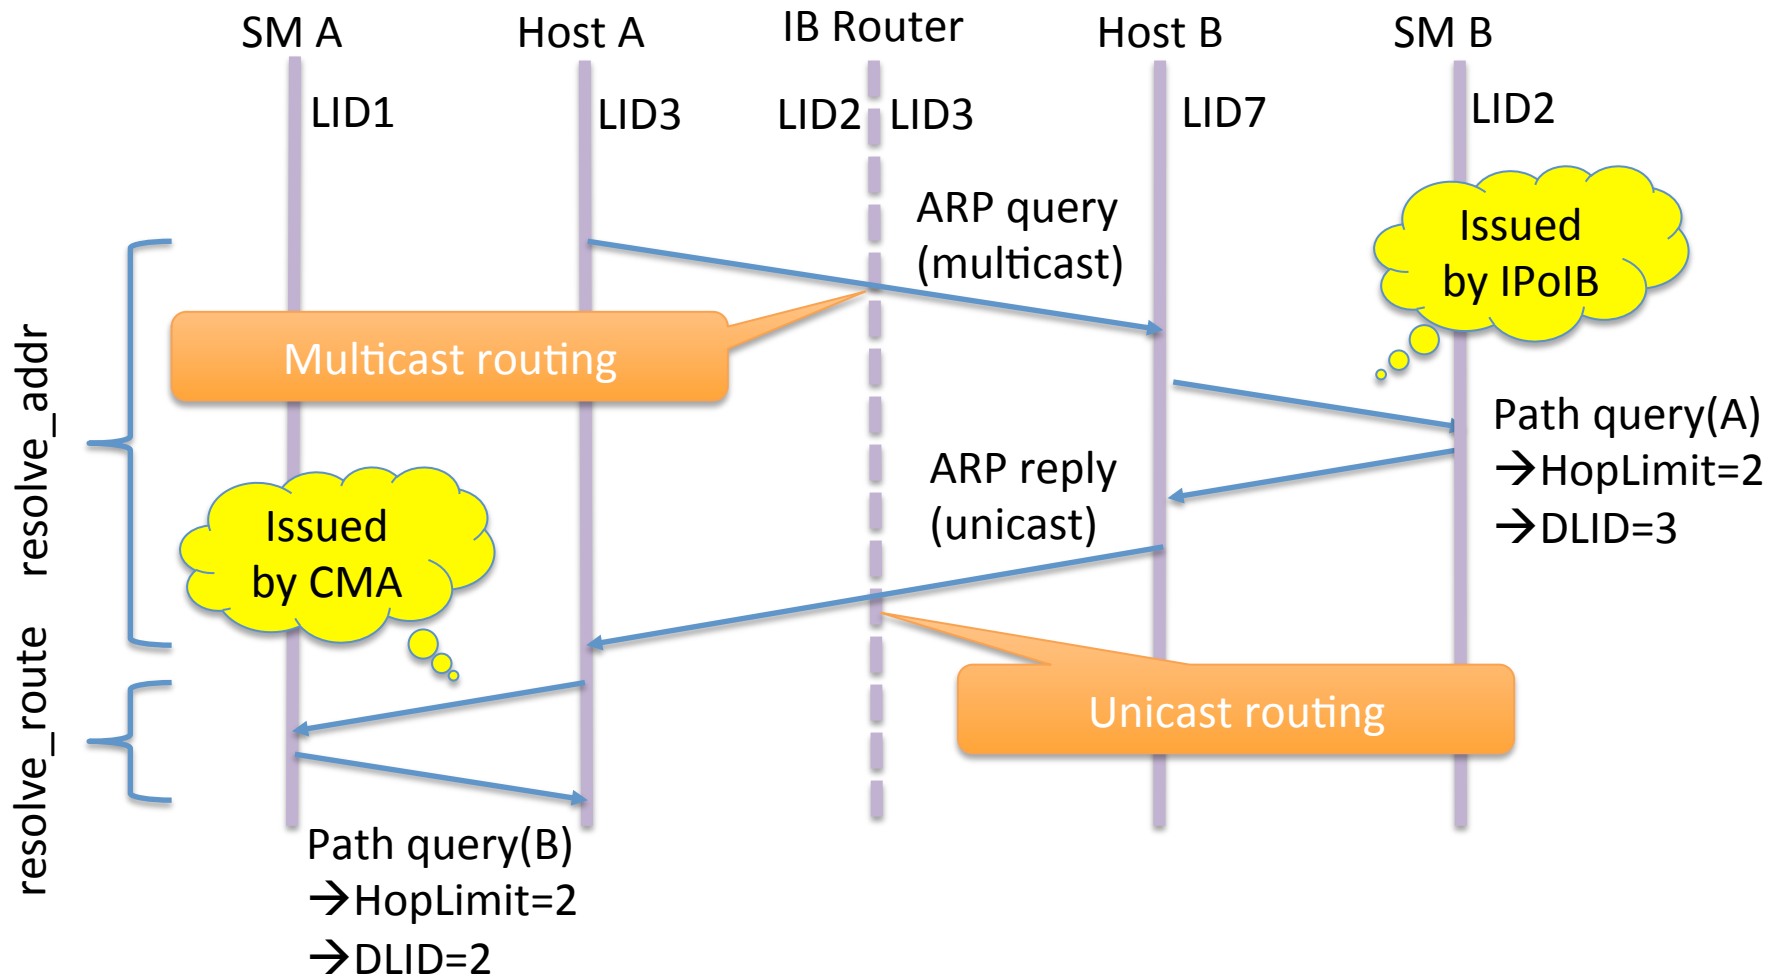 SM A
Host A
IB Router
Host B
SM B
LID1
LID3
LID2
LID3
LID7
LID2
ARP query
(multicast)
Issued
by IPoIB
Multicast routing
resolve_addr
Path query(A)
→HopLimit=2
→DLID=3
ARP reply
(unicast)
Issued
by CMA
Unicast routing
resolve_route
Path query(B)
→HopLimit=2
→DLID=2